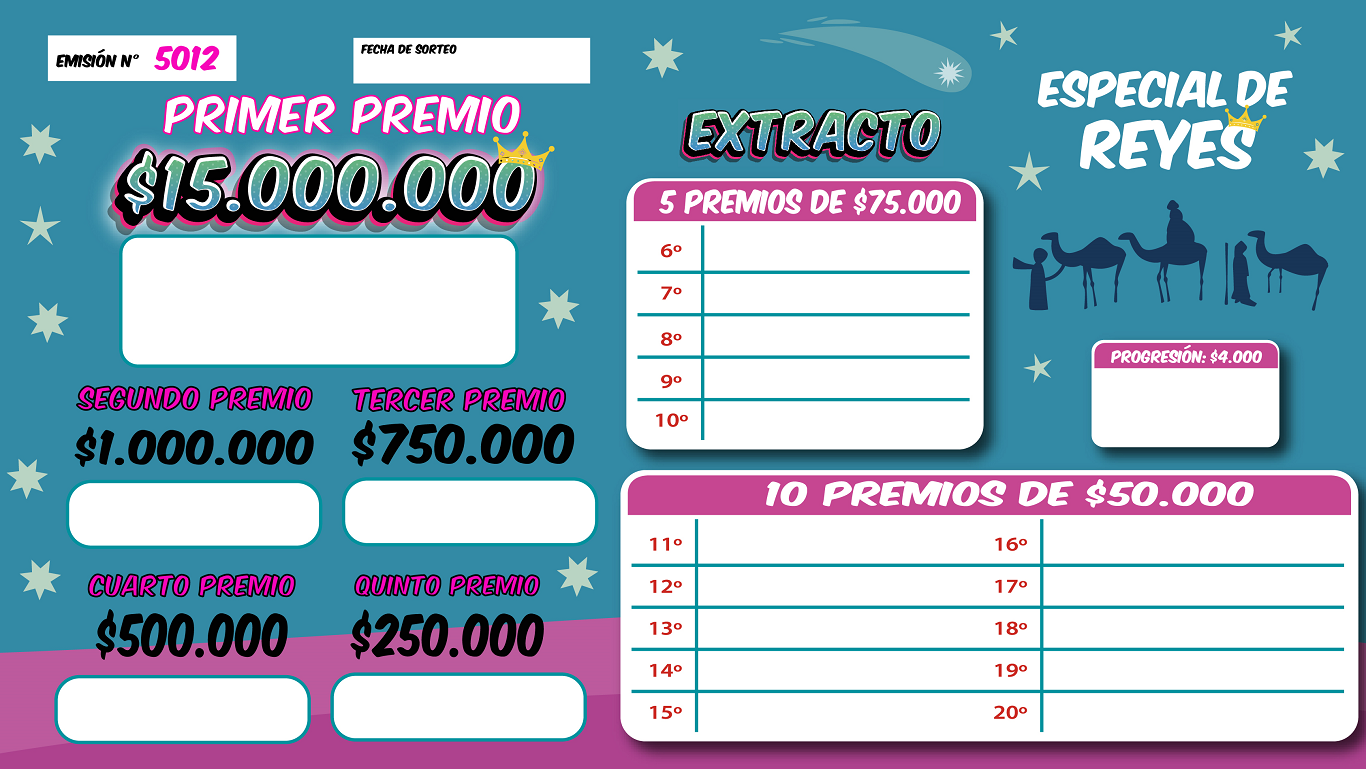 EMISIÓN Nº 5012
FECHA DE SORTEO
PRIMER PREMIO
$15.000.000
SEGUNDO PREMIO
$1.000.000
TERCER PREMIO
$750.000
CUARTO PREMIO
$500.000
QUINTO PREMIO
$250.000
EXTRACTO
5 PREMIOS DE $75.000
6º
7º
8º
9º
10º
ESPECIAL DE
REYES
PROGRESIÓN: $4.000
10 PREMIOS DE $50.000
11º
12º
13º
14º
15º
16º
17º
18º
19º
20º